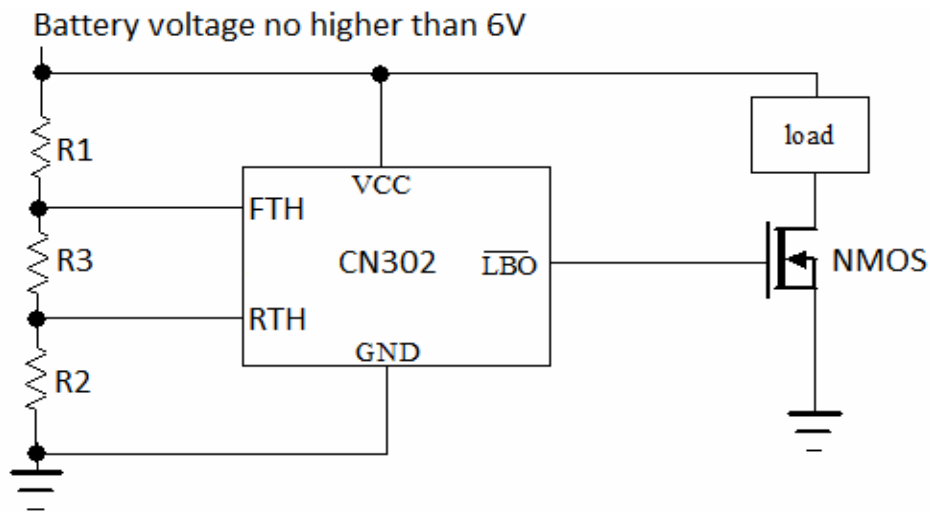 Battery voltage no higher than 6V
R1
load
VCC
FTH
R3
CN302
LBO
NMOS
RTH
GND
R2